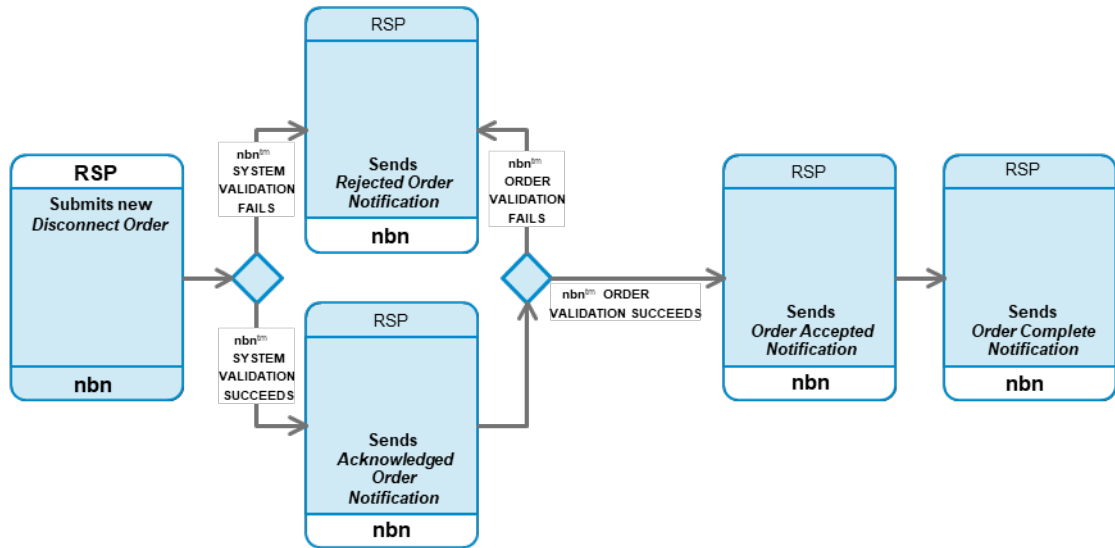 RSP
Submits new
Disconnect Order
nbn
nbn™
SYSTEM
VALIDATION
FAILS
nbn™
SYSTEM
VALIDATION
SUCCEEDS
RSP
Sends
Rejected Order
Notification
nbn
RSP
Sends
Acknowledged
Order
Notification
nbn
nbn™
ORDER
VALIDATION
FAILS
nbn™ ORDER
VALIDATION SUCCEEDS
RSP
Sends
Order Accepted
Notification
nbn
RSP
Sends
Order Complete
Notification
nbn